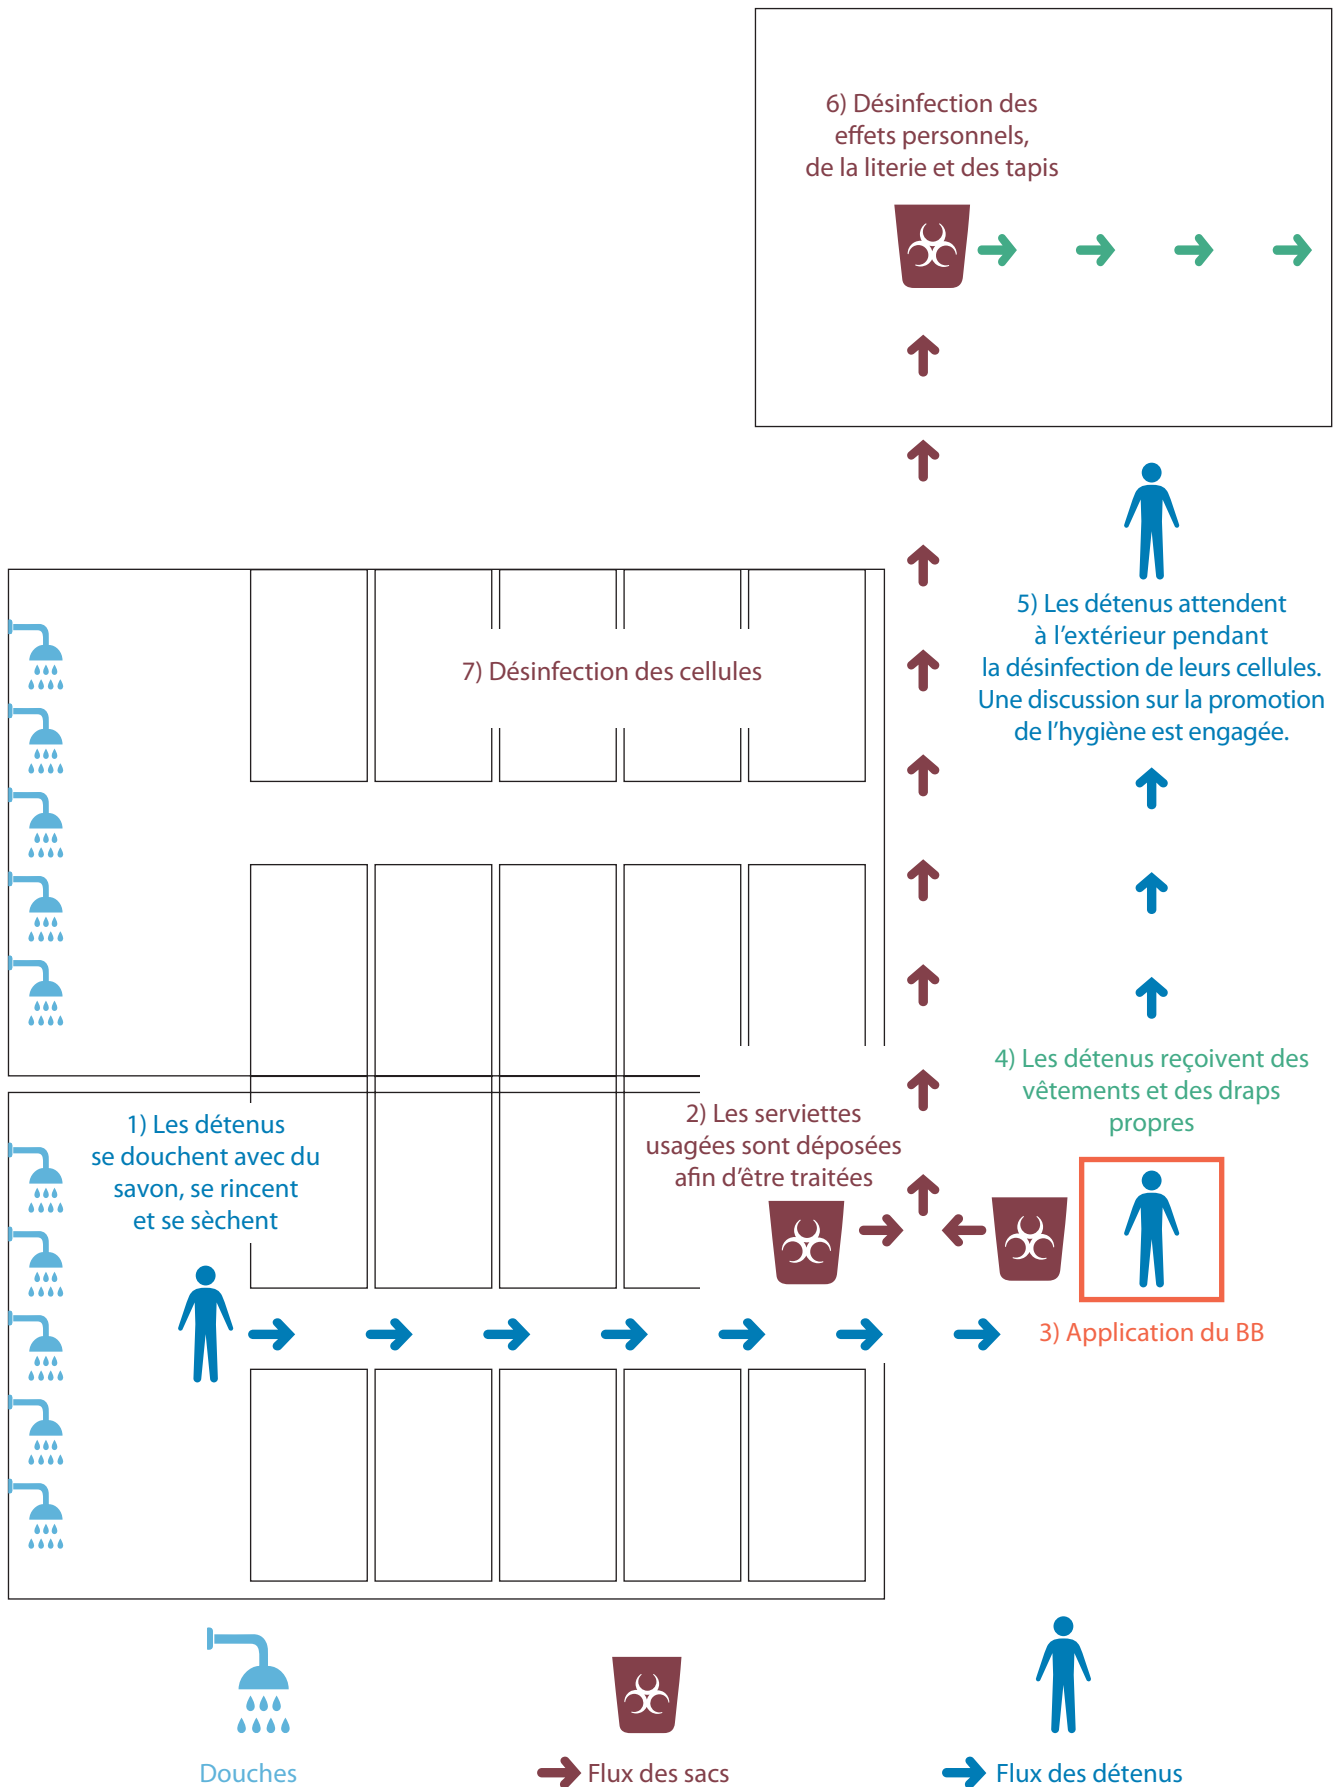 6) Désinfection des
effets personnels,
de la literie et des tapis
5) Les détenus attendent
à l’extérieur pendant
la désinfection de leurs cellules.
Une discussion sur la promotion
de l’hygiène est engagée.
7) Désinfection des cellules
4) Les détenus reçoivent des
vêtements et des draps
propres
1) Les détenus
se douchent avec du
savon, se rincent
et se sèchent
2) Les serviettes
usagées sont déposées
afin d’être traitées
3) Application du BB
Douches
Flux des sacs
Flux des détenus